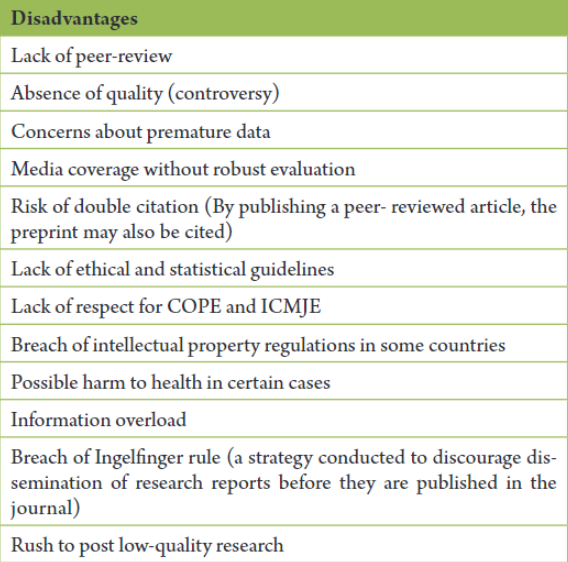 Disadvantages
Lack of peer-review
Absence of quality (controversy)
Concerns about premature data
Media coverage without robust evaluation
Risk of double citation (By publishing a peer- reviewed article, the
preprint may also be cited)
Lack of ethical and statistical guidelines
Lack of respect for COPE and ICMJE
Breach of intellectual property regulations in some countries
Possible harm to health in certain cases
Information overload
Breach of Ingelfinger rule (a strategy conducted to discourage dis-
semination of research reports before they are published in the
journal)
Rush to post low-quality research